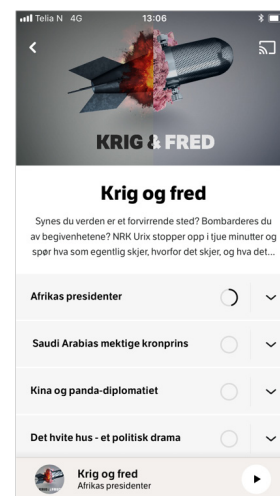 Telia N 4G 13:06
KRIG & FRED
Krig og fred
Synes du verden er et forvirrende sted? Bombarderes du
av begivenhetene? NRK Urix stopper opp i tjue minutter og
spør hva som egentlig skjer, hvorfor det skjer, og hva det...
Afrikas presidenter
Saudi Arabias mektige kronprins
Kina og panda-diplomatiet
Det hvite hus - et politisk drama
Krig og fred
Afrikas presidenter